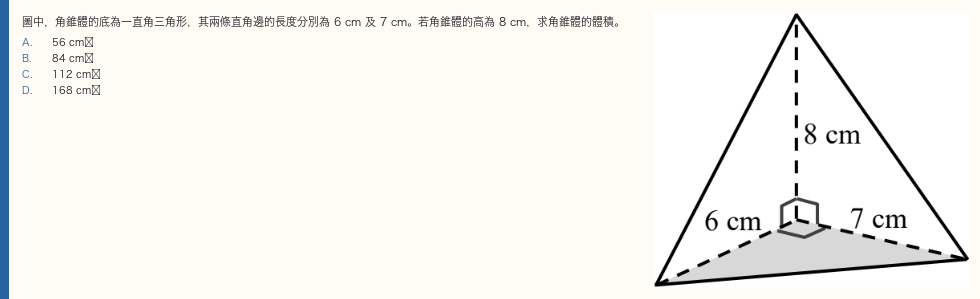 圖中，角錐體的底為一直角三角形，其兩條直角邊的長度分別為 6 cm 及 7 cm。若角錐體的高為 8 cm，求角錐體的體積。
A. 56 cm
B. 84 cm
C. 112 cm
D. 168 cm
8 cm
6 cm
7 cm